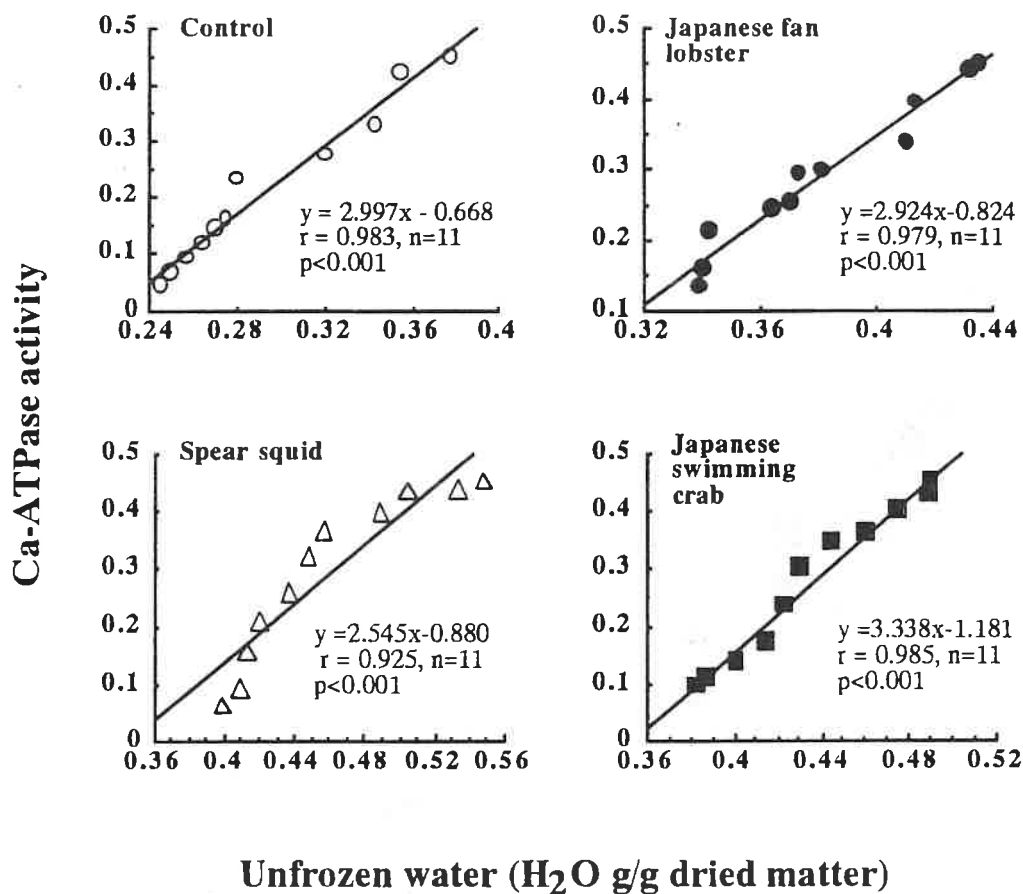 Ca-ATPase activity
Control
0.5
0.4
0.3
0.2
0.1
0
y = 2.997x - 0.668
r = 0.983, n=11
p<0.001
0.24 0.28 0.32 0.36 0.4
Japanese fan
lobster
0.5
0.4
0.3
0.2
0.1
y=2.924x-0.824
r = 0.979, n=11
p<0.001
0.32 0.36 0.4 0.44
Spear squid
0.5
0.4
0.3
0.2
0.1
0
y =2.545x-0.880
r = 0.925, n=11
p<0.001
0.36 0.4 0.44 0.48 0.52 0.56
Japanese
swimming
crab
0.5
0.4
0.3
0.2
0.1
0
y =3.338x-1.181
r = 0.985, n=11
p<0.001
0.36 0.4 0.44 0.48 0.52
Unfrozen water (H2O g/g dried matter)